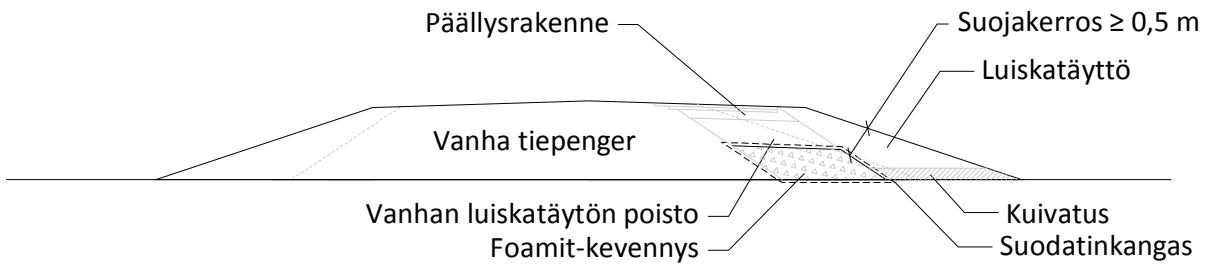 Päällysrakenne
Suojakerros ≥ 0,5 m
Luiskatäyttö
Vanha tiepenger
Vanhan luiskatäytön poisto
Foamit-kevennys
Kuivatus
Suodatinkangas